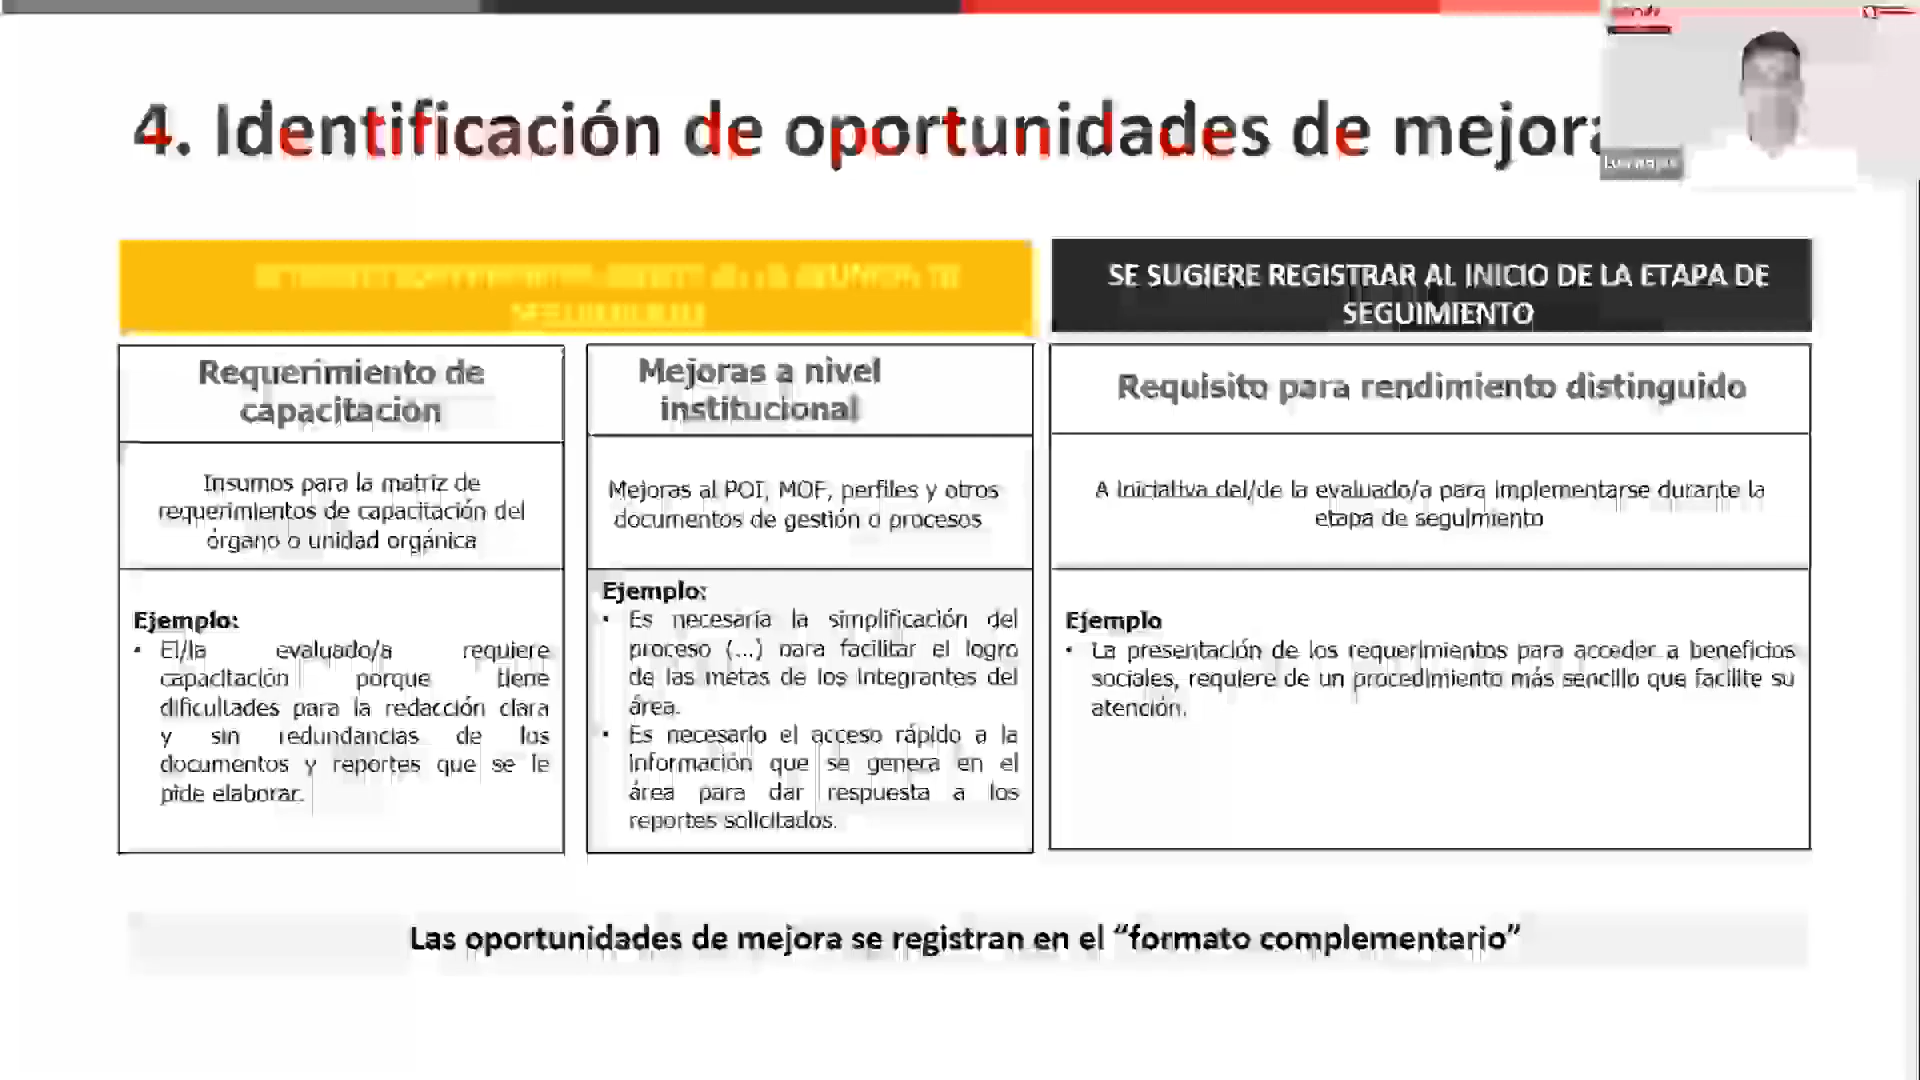 4. Identificación de oportunidades de mejora
REUNIÓN DE
SE SUGIERE REGISTRAR AL INICIO DE LA ETAPA DE
SEGUIMIENTO
Requerimiento de
capacitación
Insumos para la matriz de
requerimientos de capacitación del
órgano o unidad orgánica
Ejemplo:
• El/la evaluado/a requiere
capacitación porque tiene
dificultades para la redacción clara
y sin redundancias de los
documentos y reportes que se le
pide elaborar.
Mejoras a nivel
institucional
Mejoras al POI, MOF, perfiles y otros
documentos de gestión o procesos
Ejemplo:
• Es necesaria la simplificación del
proceso (...) para facilitar el logro
de las metas de los integrantes del
área.
• Es necesario el acceso rápido a la
información que se genera en el
área para dar respuesta a los
reportes solicitados.
Requisito para rendimiento distinguido
A iniciativa del/de la evaluado/a para implementarse durante la
etapa de seguimiento
Ejemplo
• La presentación de los requerimientos para acceder a beneficios
sociales, requiere de un procedimiento más sencillo que facilite su
atención.
Las oportunidades de mejora se registran en el “formato complementario”